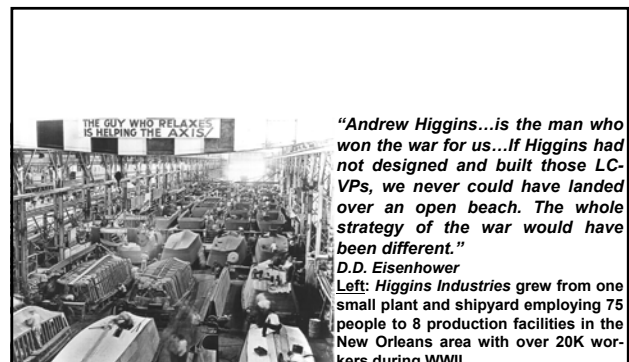 THE GUY WHO RELAXES
IS HELPING THE AXIS!
“Andrew Higgins…is the man who
won the war for us…If Higgins had
not designed and built those LC-
VPs, we never could have landed
over an open beach. The whole
strategy of the war would have
been different.”
D.D. Eisenhower
Left: Higgins Industries grew from one
small plant and shipyard employing 75
people to 8 production facilities in the
New Orleans area with over 20K wor-
kers during WWII